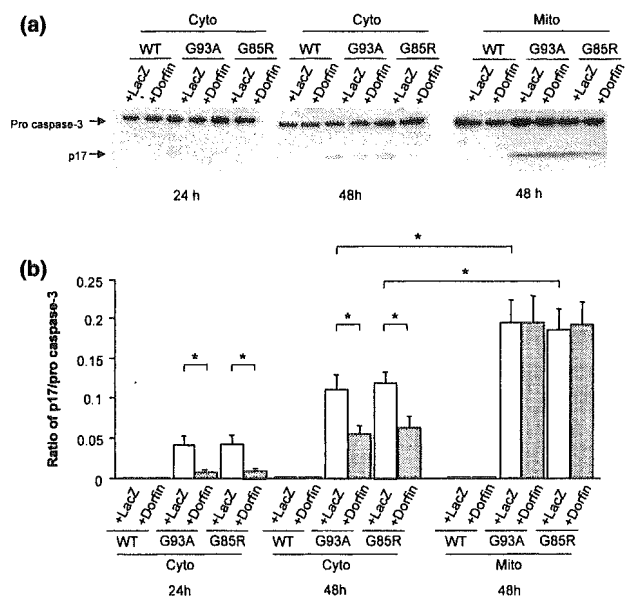 (a)
Cyto Cyto Mito
WT G93A G85R WT G93A G85R WT G93A G85R
+LacZ +Dorfin +LacZ +Dorfin +LacZ +Dorfin +LacZ +Dorfin +LacZ +Dorfin +LacZ +Dorfin +LacZ +Dorfin +LacZ +Dorfin +LacZ +Dorfin
Pro caspase-3
p17
24 h 48h 48 h
(b)
* *
* * * *
Ratio of p17/pro caspase-3
0.25
0.2
0.15
0.1
0.05
0
+LacZ +Dorfin +LacZ +Dorfin +LacZ +Dorfin +LacZ +Dorfin +LacZ +Dorfin +LacZ +Dorfin +LacZ +Dorfin +LacZ +Dorfin +LacZ +Dorfin
WT G93A G85R WT G93A G85R WT G93A G85R
Cyto Cyto Mito
24h 48h 48h